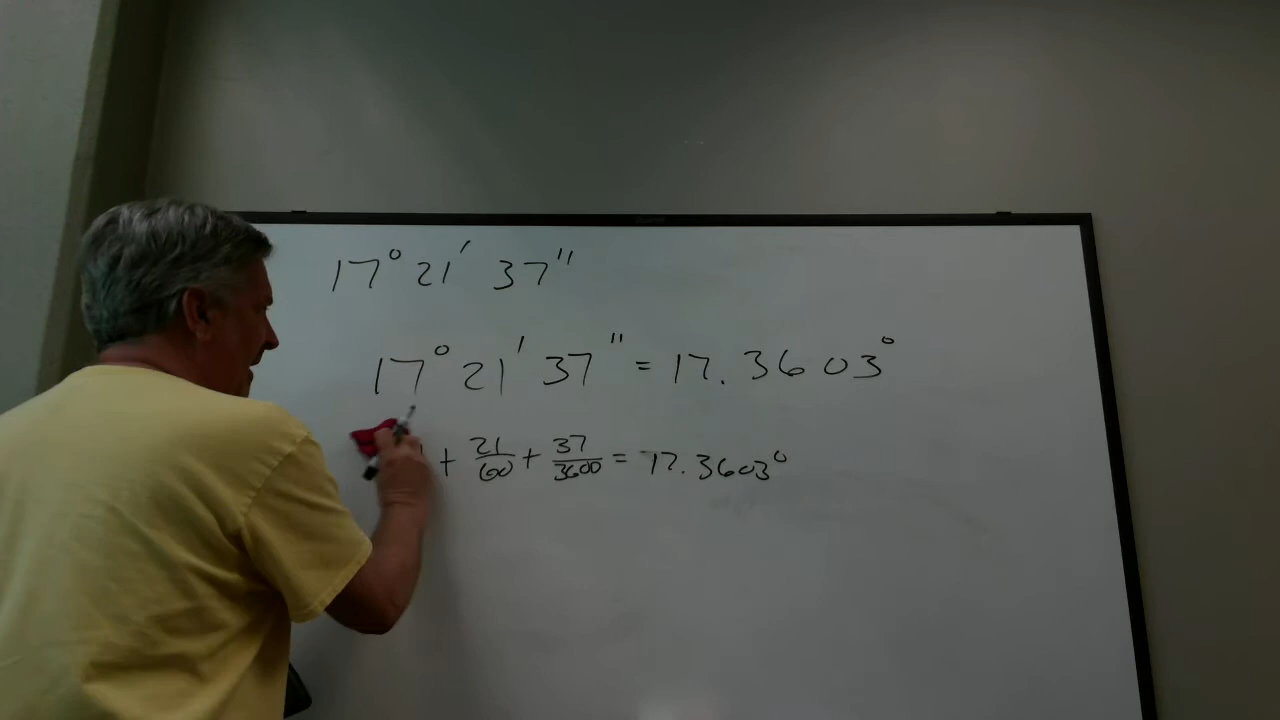 17° 21' 37"
17° 21' 37" = 17.3603°
+ 21/60 + 37/3600 = 17.3603°